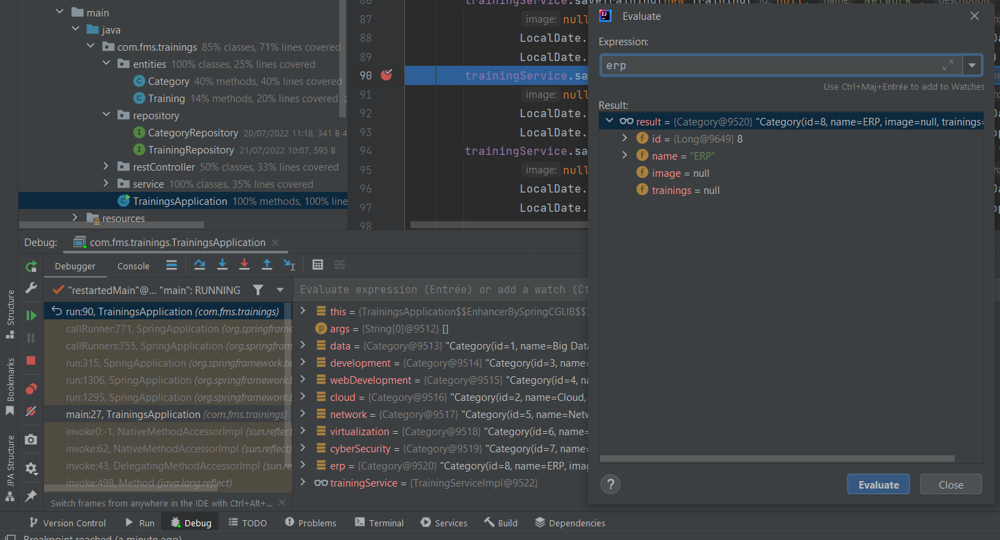 main
java
com.fms.trainings 85% classes, 71% lines covered
entities 100% classes, 25% lines covered
Category 40% methods, 40% lines covered
Training 14% methods, 20% lines covered
repository
CategoryRepository 20/07/2022 11:18, 341 B 4
TrainingRepository 21/07/2022 10:07, 595 B
restController 50% classes, 33% lines covered
service 100% classes, 35% lines covered
TrainingsApplication 100% methods, 100% line
resources
86 trainingService.saveTraining(new Training( id: null, name: "Network", description:
87 image: null
88 LocalDate.
89 LocalDate.
90 trainingService.sa
91 image: null
92 LocalDate.
93 LocalDate.
94 trainingService.sa
95 image: null
96 LocalDate.
97 LocalDate.
98
Evaluate
Expression:
erp
Use Ctrl+Maj+Entrée to add to Watches
Result:
result = {Category@9520} "Category(id=8, name=ERP, image=null, trainings=
id = {Long@9649} 8
name = "ERP"
image = null
trainings = null
Evaluate
Close
Debug: com.fms.trainings.TrainingsApplication
Debugger Console
"restartedMain"@... "main": RUNNING
run:90, TrainingsApplication (com.fms.trainings)
callRunner:771, SpringApplication (org.springframe
callRunners:755, SpringApplication (org.springfram
run:315, SpringApplication (org.springframework.bo
run:1306, SpringApplication (org.springframework.b
run:1295, SpringApplication (org.springframework.b
main:27, TrainingsApplication (com.fms.trainings)
invoke0:-1, NativeMethodAccessorImpl (sun.reflect
invoke:62, NativeMethodAccessorImpl (sun.reflect)
invoke:43, DelegatingMethodAccessorImpl (sun.re
invoke:498, Method (java.lang.reflect)
Switch frames from anywhere in the IDE with Ctrl+Alt+...
Evaluate expression (Entrée) or add a watch (Ct
this = {TrainingsApplication$$EnhancerBySpringCGLIB$$
args = {String[0]@9512} []
data = {Category@9513} "Category(id=1, name=Big Data
development = {Category@9514} "Category(id=3, name=
webDevelopment = {Category@9515} "Category(id=4, na
cloud = {Category@9516} "Category(id=2, name=Cloud,
network = {Category@9517} "Category(id=5, name=Netw
virtualization = {Category@9518} "Category(id=6, name=
cyberSecurity = {Category@9519} "Category(id=7, name=
erp = {Category@9520} "Category(id=8, name=ERP, imag
trainingService = {TrainingServiceImpl@9522}
Structure
Bookmarks
JPA Structure
Version Control Run Debug TODO Problems Terminal Services Build Dependencies
Breakpoint reached (a minute ago)